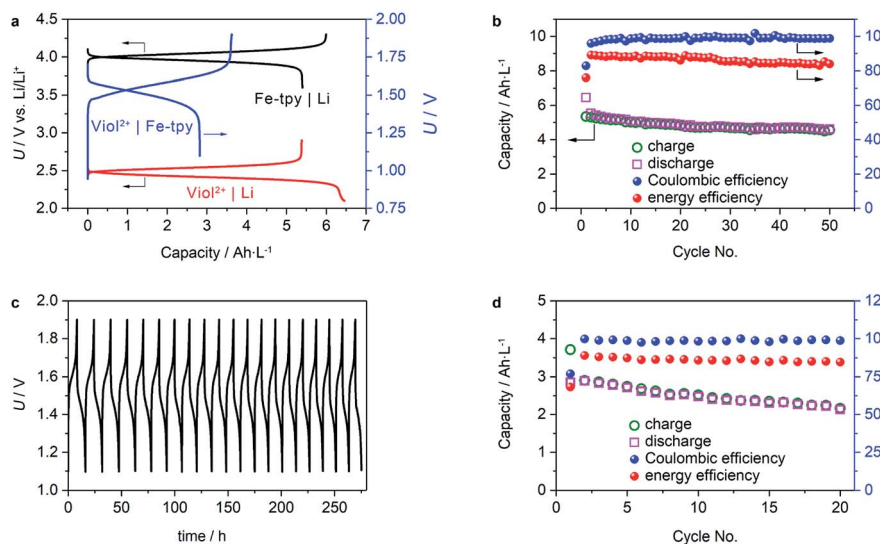 a
4.5
4.0
3.5
3.0
2.5
2.0
U / V vs. Li/Li⁺
0
1
2
3
4
5
6
7
Capacity / Ah·L⁻¹
2.00
1.75
1.50
1.25
1.00
0.75
U / V
Fe-tpy | Li
Viol²⁺ | Fe-tpy
Viol²⁺ | Li
b
10
8
6
4
2
0
Capacity / Ah·L⁻¹
0
10
20
30
40
50
Cycle No.
80
60
40
20
0
charge
discharge
Coulombic efficiency
energy efficiency
c
2.0
1.8
1.6
1.4
1.2
1.0
U / V
0
50
100
150
200
250
time / h
d
5
4
3
2
1
0
Capacity / Ah·L⁻¹
0
5
10
15
20
Cycle No.
75
50
25
0
charge
discharge
Coulombic efficiency
energy efficiency